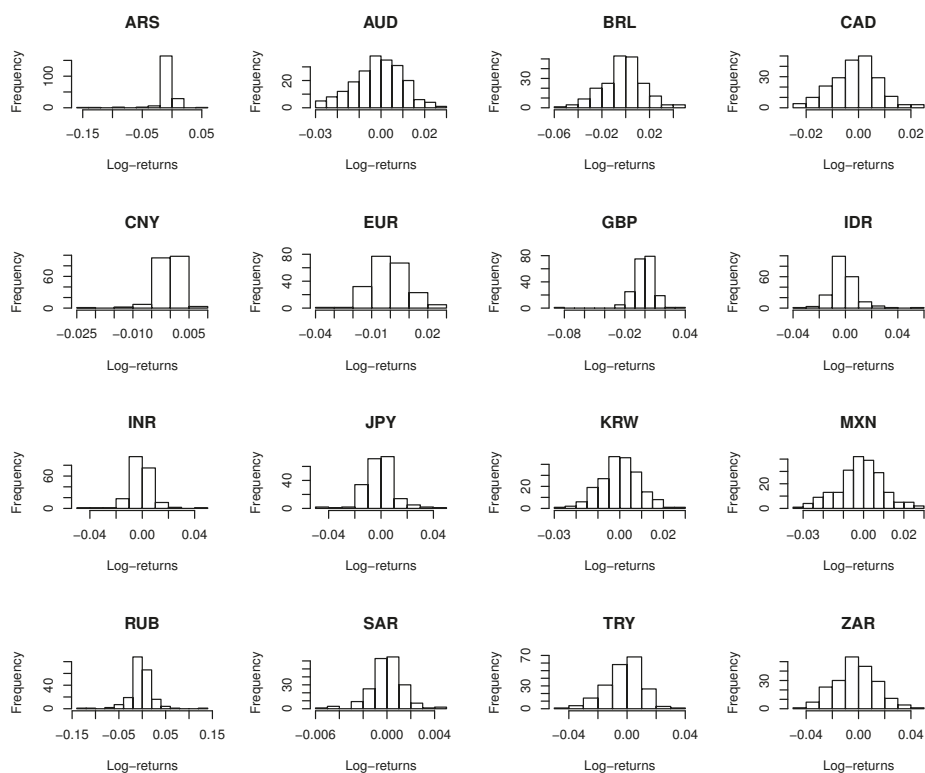 ARS
AUD
BRL
CAD
Frequency
0
100
−0.15
−0.05
0.05
Log−returns
Frequency
0
20
−0.03
0.00
0.02
Log−returns
Frequency
0
30
−0.06
−0.02
0.02
Log−returns
Frequency
0
30
−0.02
0.00
0.02
Log−returns
CNY
EUR
GBP
IDR
Frequency
0
60
−0.025
−0.010
0.005
Log−returns
Frequency
0
40
80
−0.04
−0.01
0.02
Log−returns
Frequency
0
40
80
−0.08
−0.02
0.04
Log−returns
Frequency
0
60
−0.04
0.00
0.04
Log−returns
INR
JPY
KRW
MXN
Frequency
0
60
−0.04
0.00
0.04
Log−returns
Frequency
0
40
−0.04
0.00
0.04
Log−returns
Frequency
0
20
−0.03
0.00
0.02
Log−returns
Frequency
0
20
−0.03
0.00
0.02
Log−returns
RUB
SAR
TRY
ZAR
Frequency
0
40
−0.15
−0.05
0.05
0.15
Log−returns
Frequency
0
30
−0.006
0.000
0.004
Log−returns
Frequency
0
30
70
−0.04
0.00
0.04
Log−returns
Frequency
0
30
−0.04
0.00
0.04
Log−returns